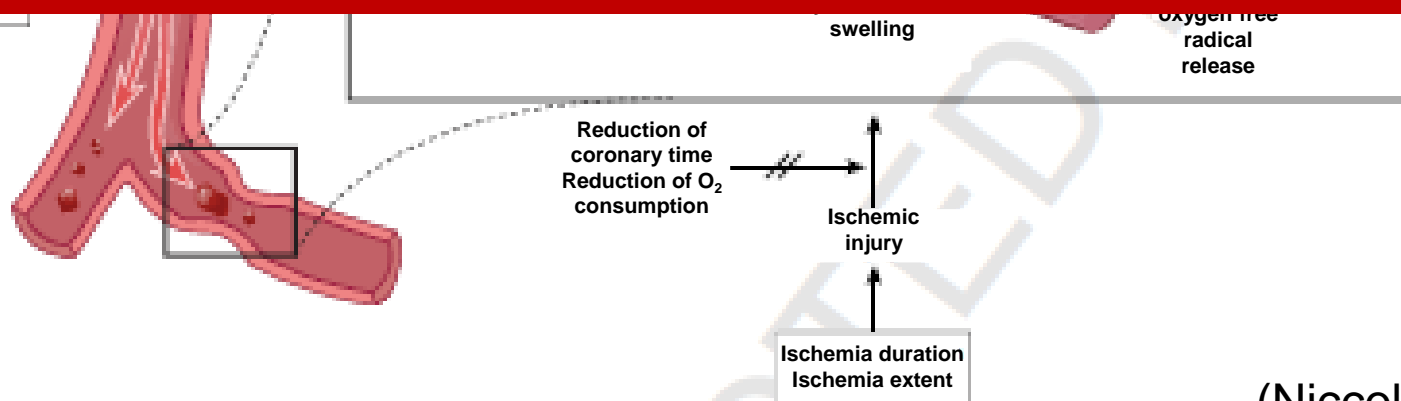 swelling
oxygen free
radical
release
Reduction of
coronary time
Reduction of O₂
consumption
Ischemic
injury
Ischemia duration
Ischemia extent